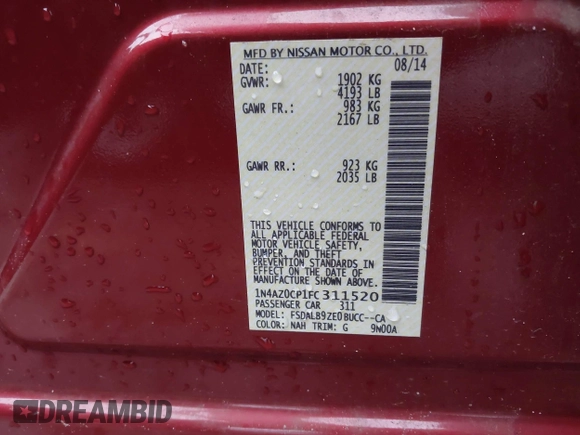 MFD BY NISSAN MOTOR CO., LTD.
DATE: 08/14
GVWR: 1902 KG
4193 LB
GAWR FR.: 983 KG
2167 LB
GAWR RR.: 923 KG
2035 LB
THIS VEHICLE CONFORMS TO
ALL APPLICABLE FEDERAL
MOTOR VEHICLE SAFETY,
BUMPER, AND THEFT
PREVENTION STANDARDS IN
EFFECT ON THE DATE OF
MANUFACTURE SHOWN ABOVE.
1N4AZ0CP1FC311520
PASSENGER CAR 311
MODEL: FSDALB9ZE0BUCC--CA
COLOR: NAH TRIM: G 9N00A
DREAMBID